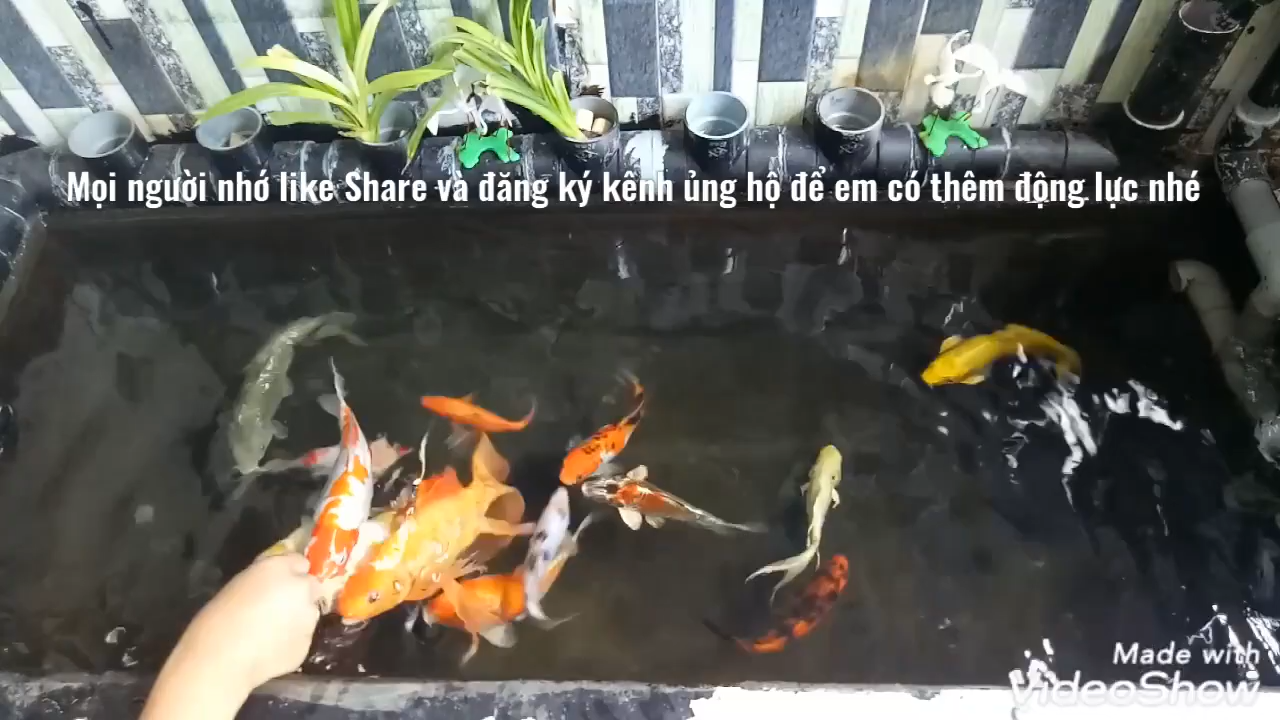 Mọi người nhớ like Share và đăng ký kênh ủng hộ để em có thêm động lực nhé
Made with
VideoShow